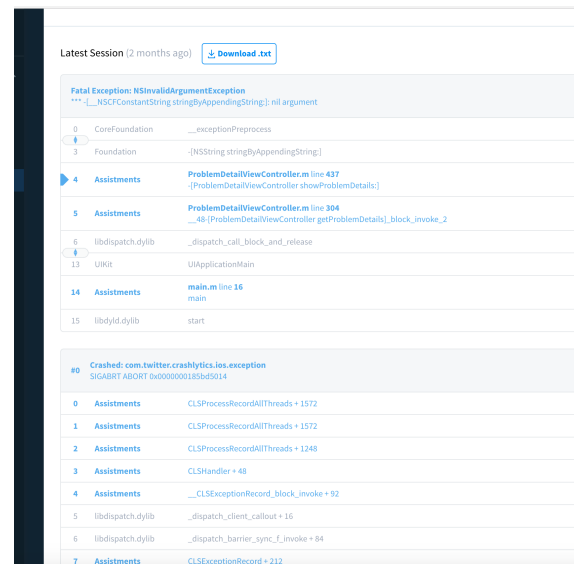 Latest Session (2 months ago) Download .txt
Fatal Exception: NSInvalidArgumentException
*** -[__NSCFConstantString stringByAppendingString:]: nil argument
0 CoreFoundation __exceptionPreprocess
3 Foundation -[NSString stringByAppendingString:]
4 Assistments ProblemDetailViewController.m line 437
-[ProblemDetailViewController showProblemDetails:]
5 Assistments ProblemDetailViewController.m line 304
__48-[ProblemDetailViewController getProblemDetails]_block_invoke_2
6 libdispatch.dylib _dispatch_call_block_and_release
13 UIKit UIApplicationMain
14 Assistments main.m line 16
main
15 libdyld.dylib start
#0 Crashed: com.twitter.crashlytics.ios.exception
SIGABRT ABORT 0x0000000185bd5014
0 Assistments CLSProcessRecordAllThreads + 1572
1 Assistments CLSProcessRecordAllThreads + 1572
2 Assistments CLSProcessRecordAllThreads + 1248
3 Assistments CLSHandler + 48
4 Assistments __CLSExceptionRecord_block_invoke + 92
5 libdispatch.dylib _dispatch_client_callout + 16
6 libdispatch.dylib _dispatch_barrier_sync_f_invoke + 84
7 Assistments CLSExceptionRecord + 212